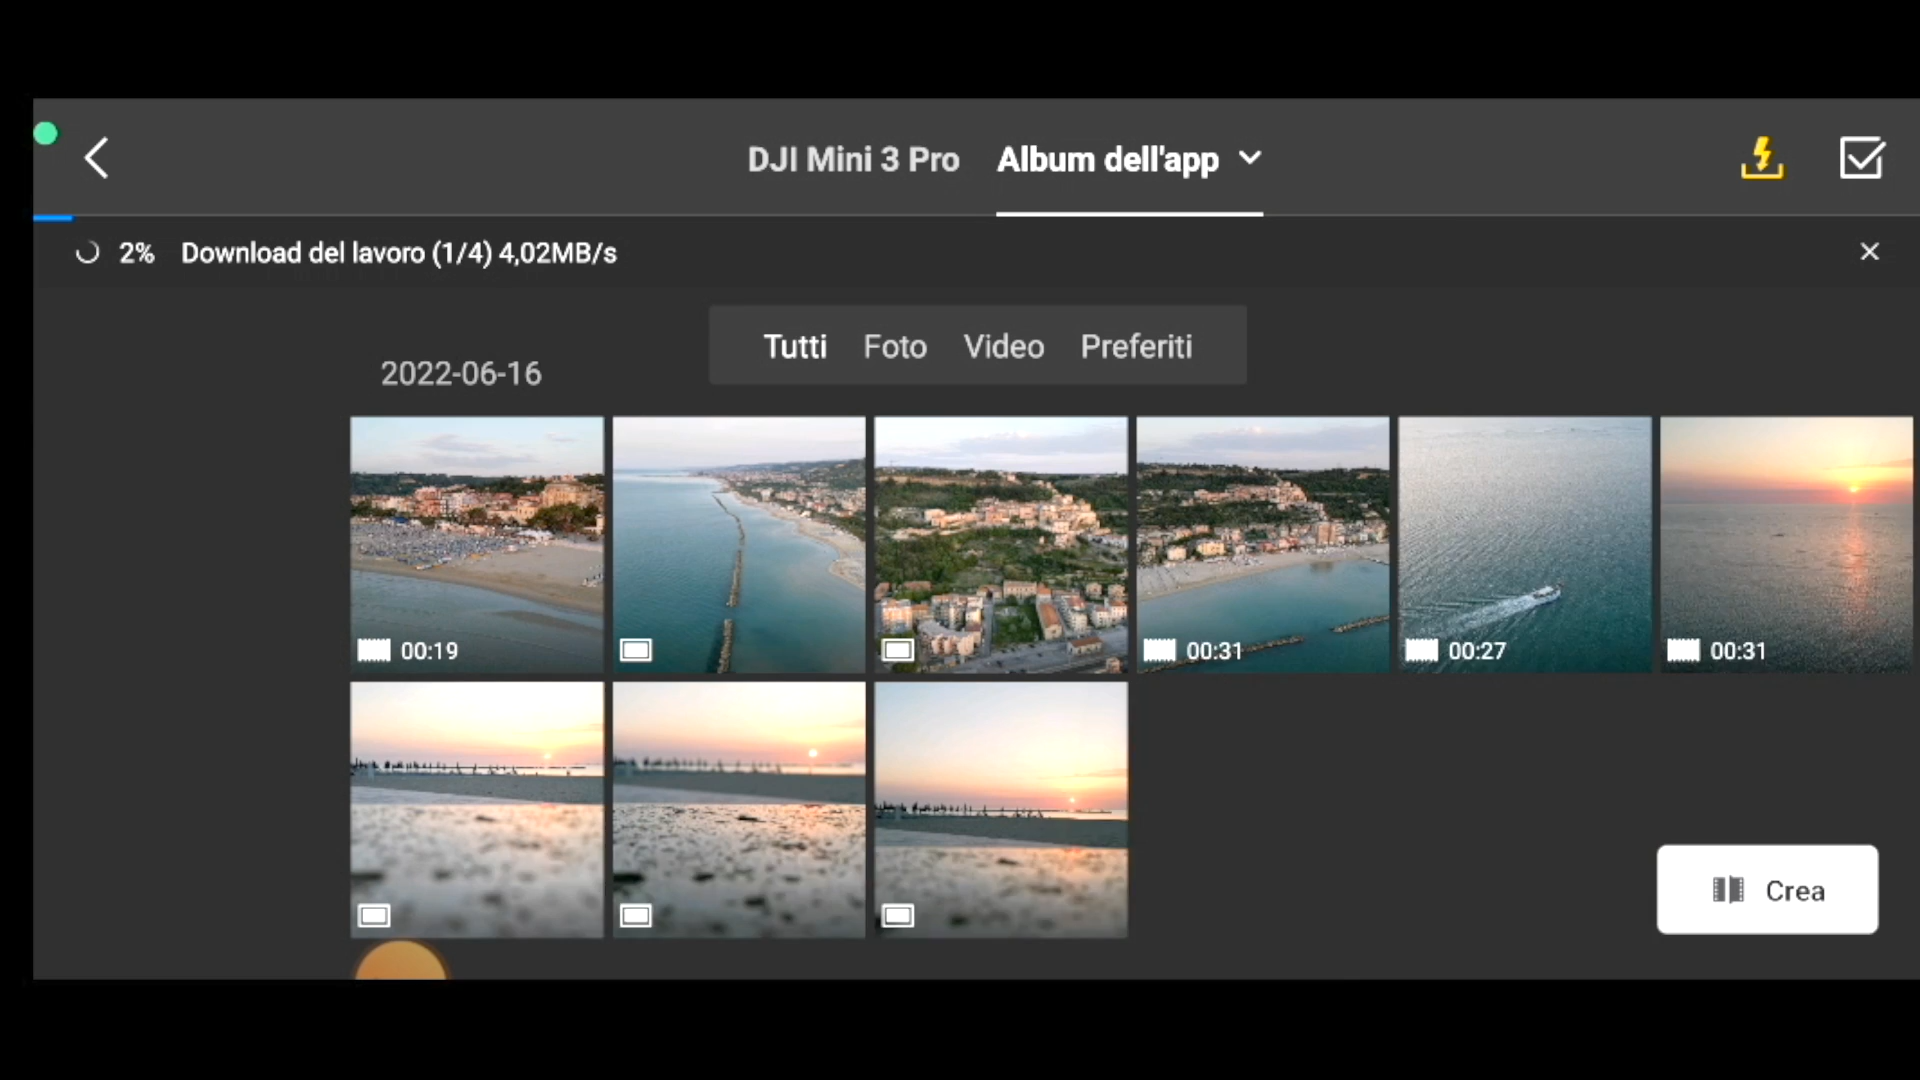 DJI Mini 3 Pro Album dell'app
2% Download del lavoro (1/4) 4,02MB/s
Tutti Foto Video Preferiti
2022-06-16
00:19
00:31
00:27
00:31
Crea